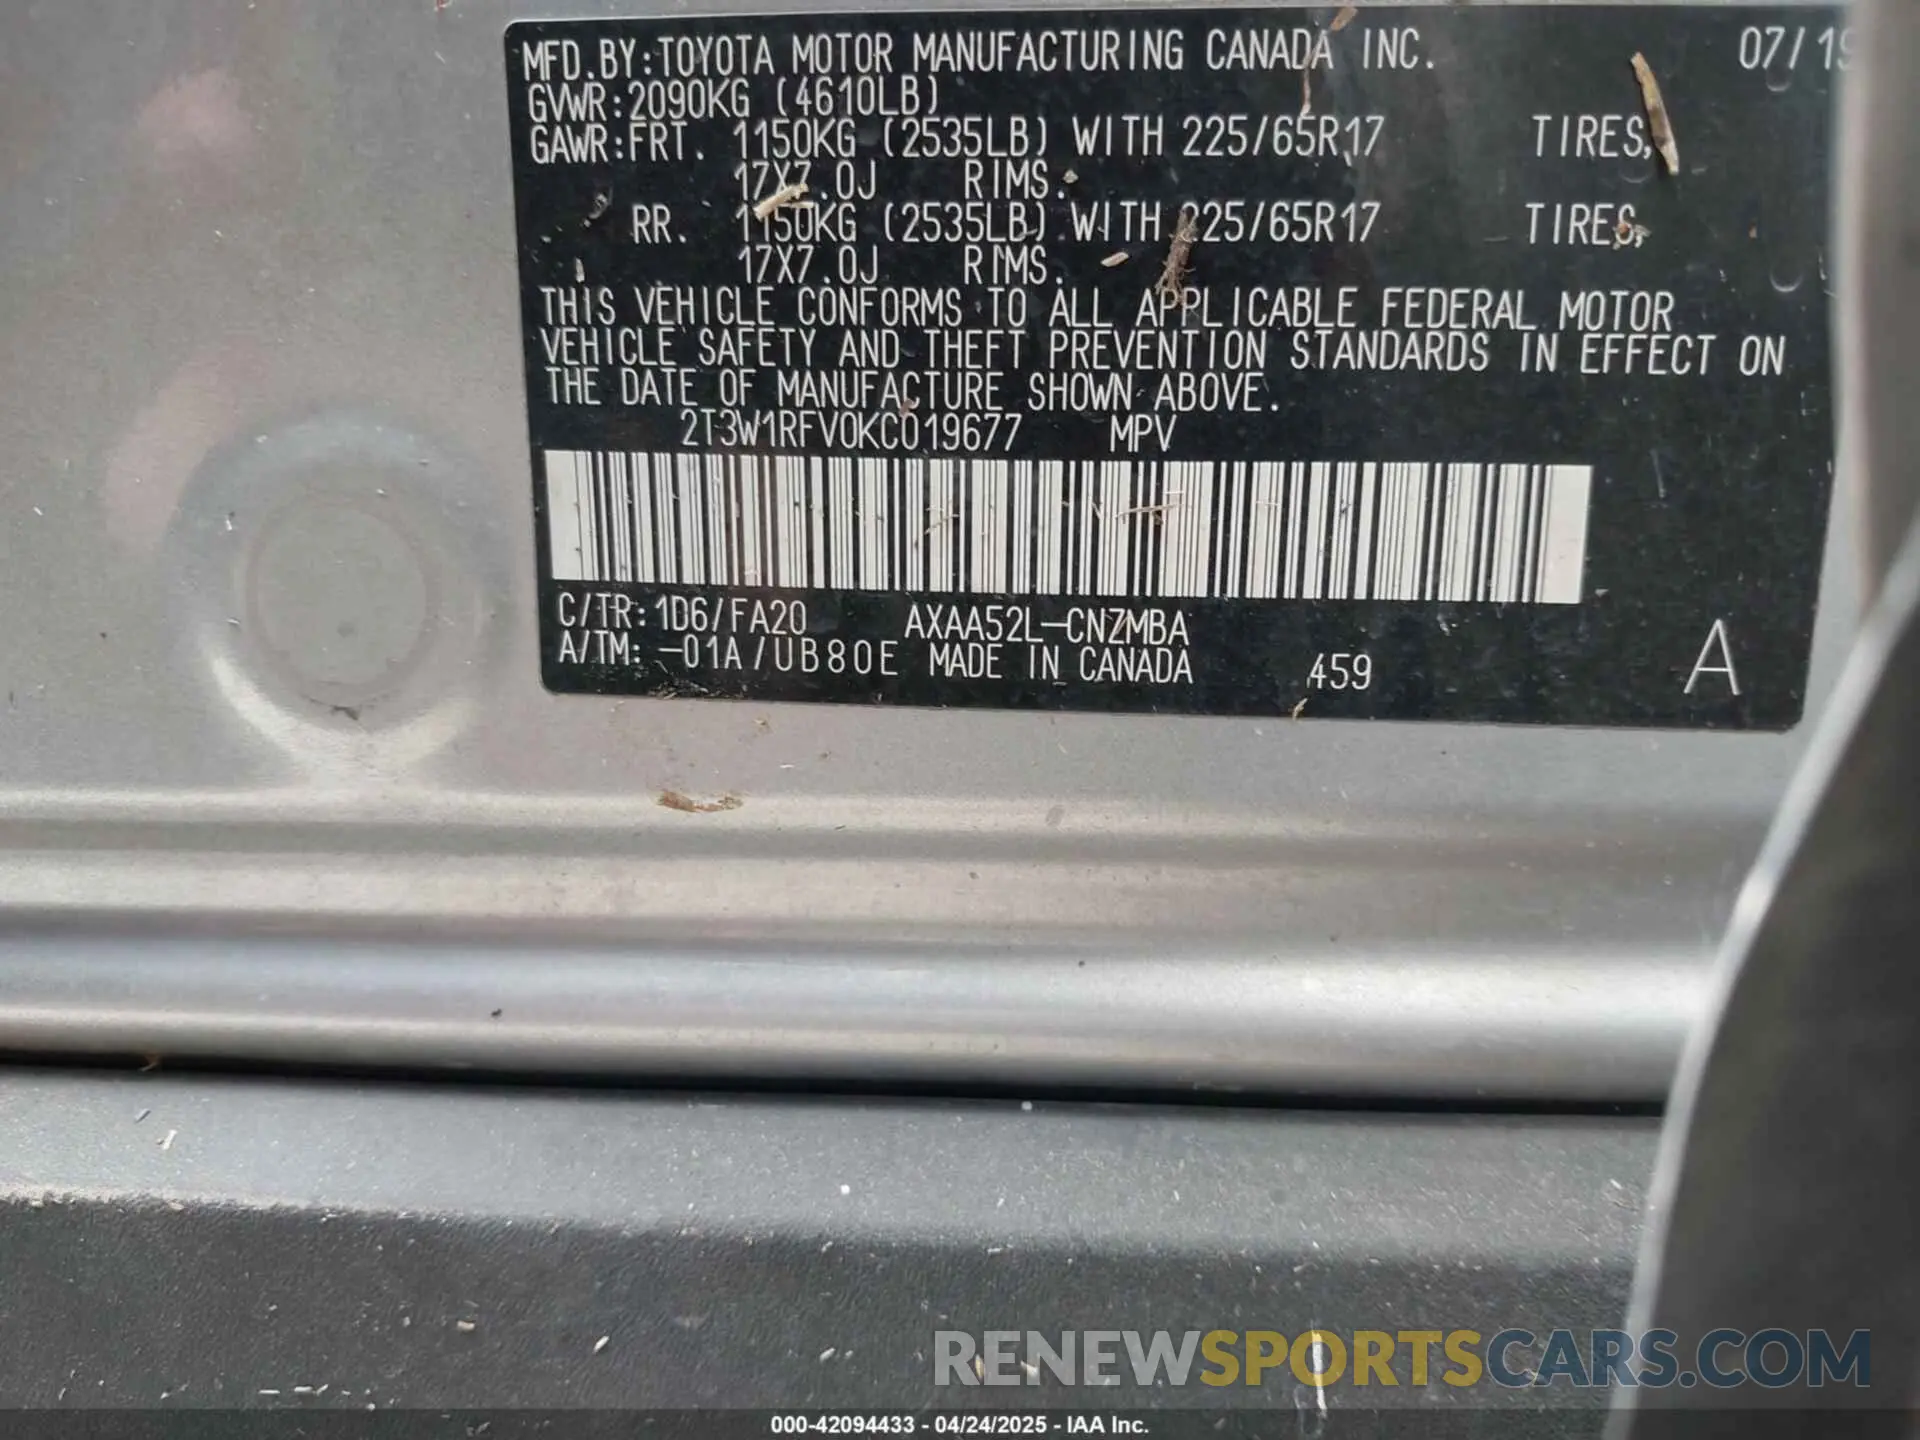 MFD.BY:TOYOTA MOTOR MANUFACTURING CANADA INC. 07/19
GVWR:2090KG (4610LB)
GAWR:FRT. 1150KG (2535LB) WITH 225/65R17 TIRES,
17X7.0J RIMS.
RR. 1150KG (2535LB) WITH 225/65R17 TIRES,
17X7.0J RIMS.
THIS VEHICLE CONFORMS TO ALL APPLICABLE FEDERAL MOTOR
VEHICLE SAFETY AND THEFT PREVENTION STANDARDS IN EFFECT ON
THE DATE OF MANUFACTURE SHOWN ABOVE.
2T3W1RFV0KC019677 MPV
C/TR:1D6/FA20 AXAA52L-CNZMBA
A/TM:-01A/UB80E MADE IN CANADA 459 A
RENEWSPORTSCARS.COM
000-42094433 - 04/24/2025 - IAA Inc.